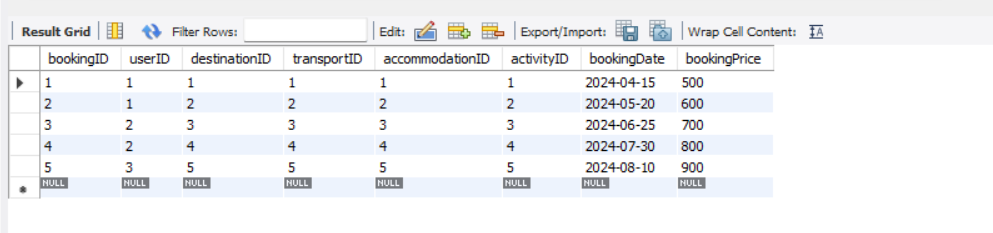 Result Grid Filter Rows: Edit: Export/Import: Wrap Cell Content: IA
bookingID userID destinationID transportID accommodationID activityID bookingDate bookingPrice
1 1 1 1 1 1 2024-04-15 500
2 1 2 2 2 2 2024-05-20 600
3 2 3 3 3 3 2024-06-25 700
4 2 4 4 4 4 2024-07-30 800
5 3 5 5 5 5 2024-08-10 900
NULL NULL NULL NULL NULL NULL NULL NULL